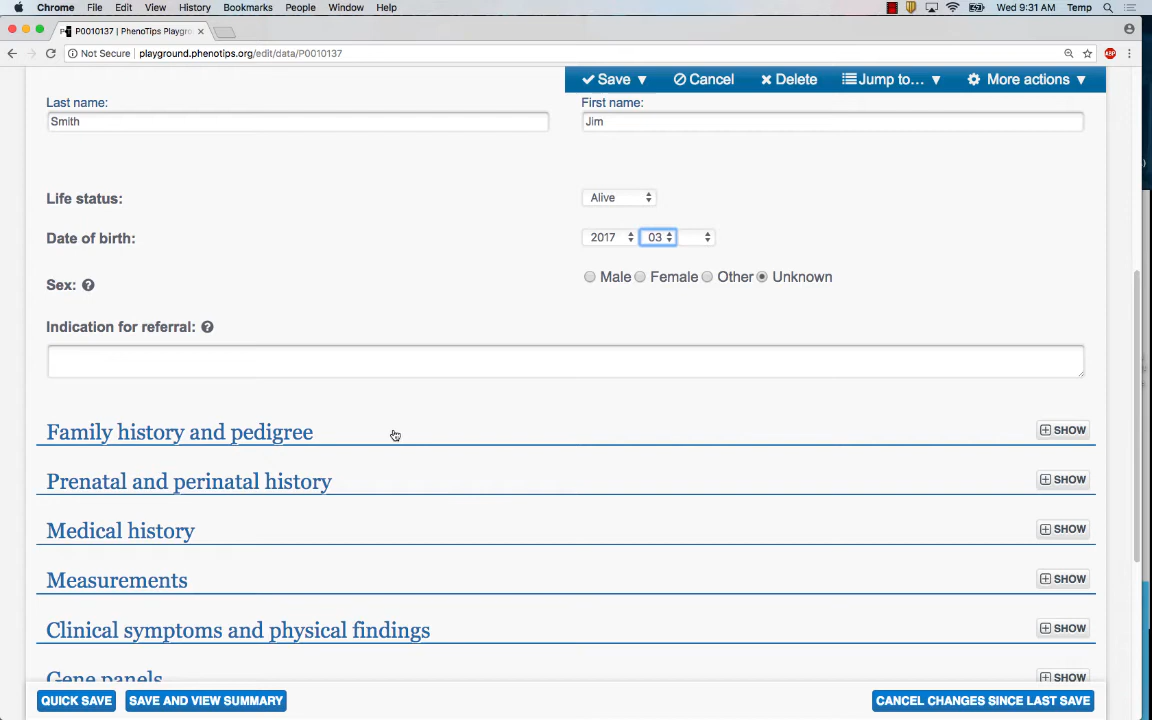 Chrome File Edit View History Bookmarks People Window Help Wed 9:31 AM Temp
P0010137 | PhenoTips Playgro
Not Secure | playground.phenotips.org/edit/data/P0010137
Save Cancel Delete Jump to... More actions
Last name: First name:
Smith Jim
Life status: Alive
Date of birth: 2017 03
Sex: Male Female Other Unknown
Indication for referral:
Family history and pedigree SHOW
Prenatal and perinatal history SHOW
Medical history SHOW
Measurements SHOW
Clinical symptoms and physical findings SHOW
Gene panels SHOW
QUICK SAVE SAVE AND VIEW SUMMARY CANCEL CHANGES SINCE LAST SAVE